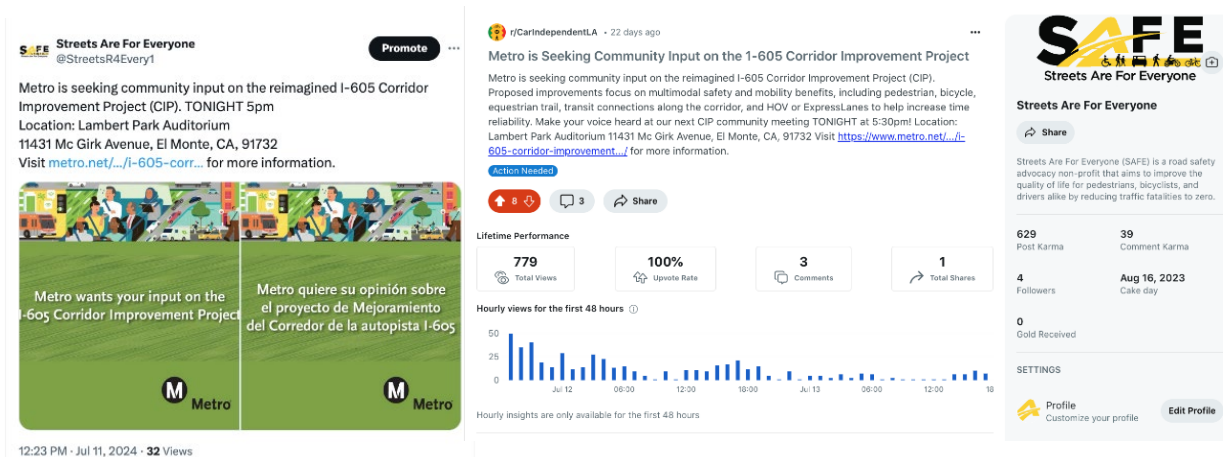 SAFE
Streets Are For Everyone
@StreetsR4Every1
Promote
Metro is seeking community input on the reimagined I-605 Corridor
Improvement Project (CIP). TONIGHT 5pm
Location: Lambert Park Auditorium
11431 Mc Girk Avenue, El Monte, CA, 91732
Visit metro.net/.../i-605-corr... for more information.
Metro wants your input on the
I-605 Corridor Improvement Project
M
Metro
Metro quiere su opinión sobre
el proyecto de Mejoramiento
del Corredor de la autopista I-605
M
Metro
12:23 PM · Jul 11, 2024 · 32 Views
r/CarIndependentLA • 22 days ago
Metro is Seeking Community Input on the 1-605 Corridor Improvement Project
Metro is seeking community input on the reimagined I-605 Corridor Improvement Project (CIP).
Proposed improvements focus on multimodal safety and mobility benefits, including pedestrian, bicycle,
equestrian trail, transit connections along the corridor, and HOV or ExpressLanes to help increase time
reliability. Make your voice heard at our next CIP community meeting TONIGHT at 5:30pm! Location:
Lambert Park Auditorium 11431 Mc Girk Avenue, El Monte, CA, 91732 Visit https://www.metro.net/.../i-
605-corridor-improvement.../ for more information.
Action Needed
8
3
Share
Lifetime Performance
779
Total Views
100%
Upvote Rate
3
Comments
1
Total Shares
Hourly views for the first 48 hours
50
25
0
Jul 12
06:00
12:00
18:00
Jul 13
06:00
12:00
18
Hourly insights are only available for the first 48 hours
SAFE
Streets Are For Everyone
Streets Are For Everyone
Share
Streets Are For Everyone (SAFE) is a road safety
advocacy non-profit that aims to improve the
quality of life for pedestrians, bicyclists, and
drivers alike by reducing traffic fatalities to zero.
629
Post Karma
39
Comment Karma
4
Followers
Aug 16, 2023
Cake day
0
Gold Received
SETTINGS
Profile
Customize your profile
Edit Profile